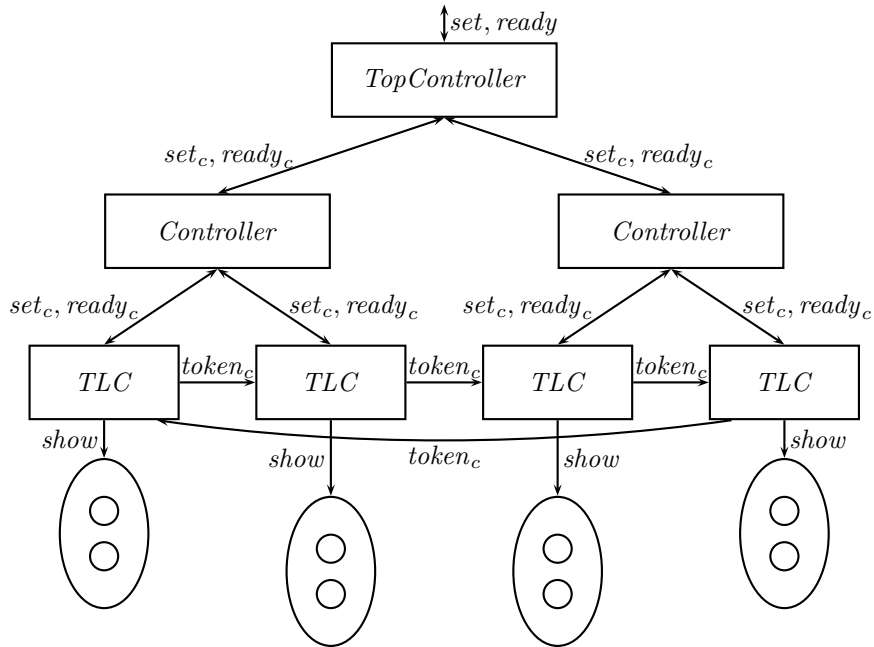 set, ready
TopController
set_c, ready_c
set_c, ready_c
Controller
Controller
set_c, ready_c
set_c, ready_c
set_c, ready_c
set_c, ready_c
TLC
token_c
TLC
token_c
TLC
token_c
TLC
show
show
token_c
show
show